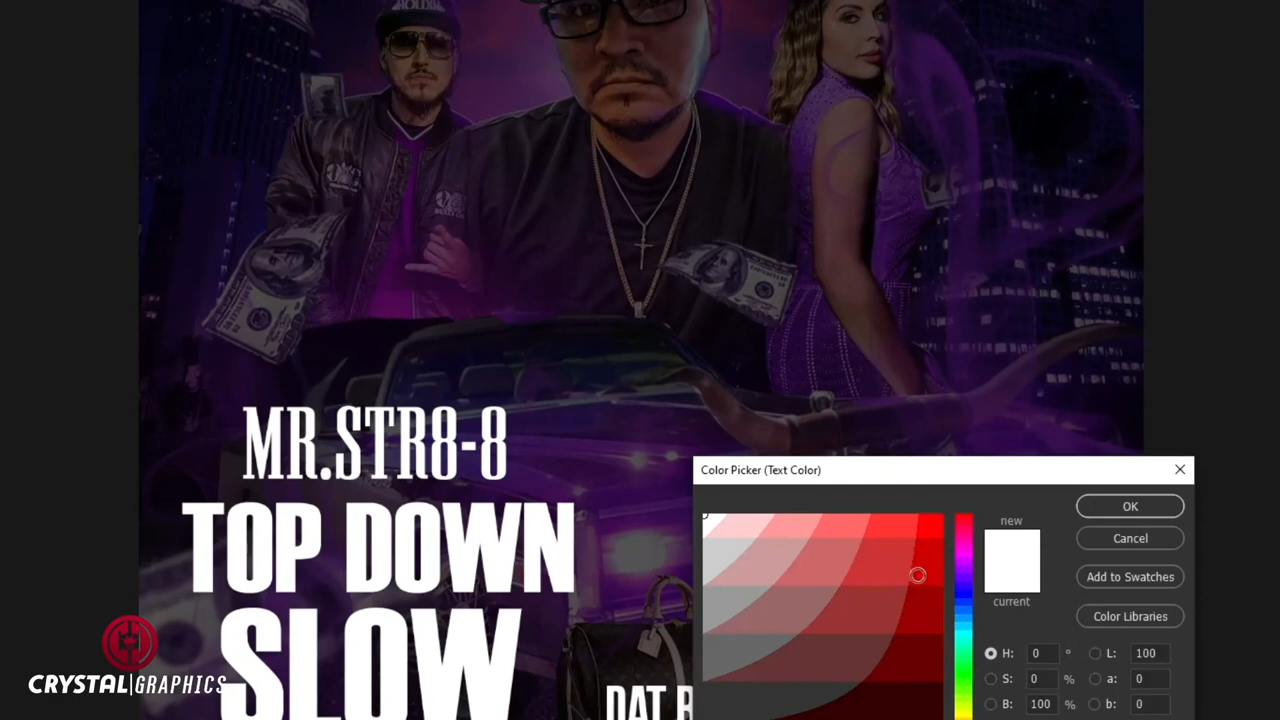 HOLDIN
MR.STR8-8
TOP DOWN
SLOW
DAT B
CRYSTAL|GRAPHICS
Color Picker (Text Color)
new
current
OK
Cancel
Add to Swatches
Color Libraries
H: 0 °
L: 100
S: 0 %
a: 0
B: 100 %
b: 0